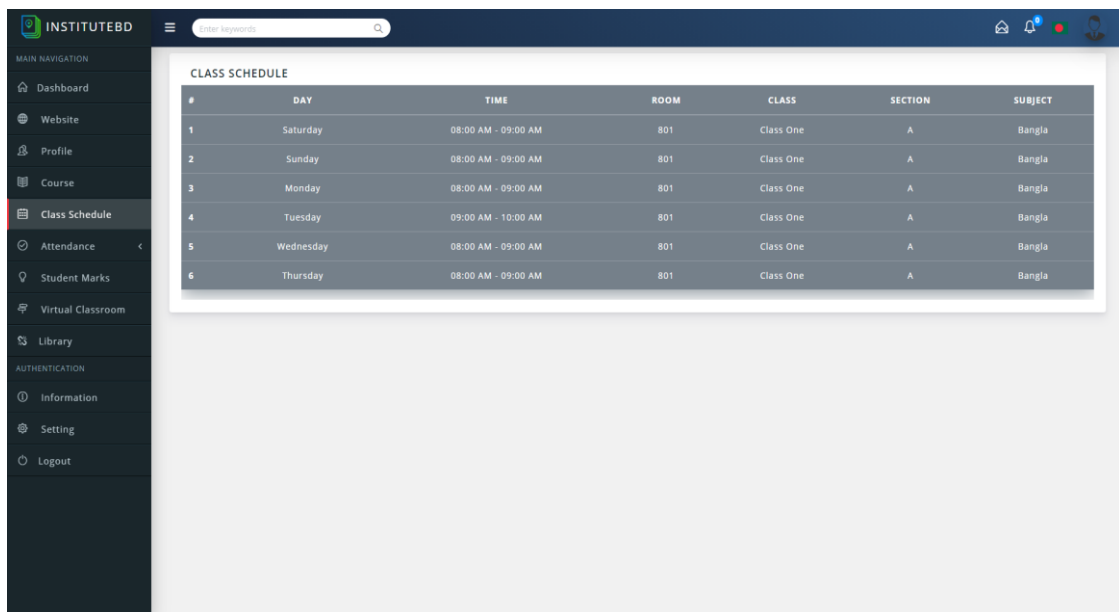 INSTITUTEBD
Enter keywords
0
MAIN NAVIGATION
Dashboard
Website
Profile
Course
Class Schedule
Attendance
Student Marks
Virtual Classroom
Library
AUTHENTICATION
Information
Setting
Logout
CLASS SCHEDULE
# DAY TIME ROOM CLASS SECTION SUBJECT
1 Saturday 08:00 AM - 09:00 AM 801 Class One A Bangla
2 Sunday 08:00 AM - 09:00 AM 801 Class One A Bangla
3 Monday 08:00 AM - 09:00 AM 801 Class One A Bangla
4 Tuesday 09:00 AM - 10:00 AM 801 Class One A Bangla
5 Wednesday 08:00 AM - 09:00 AM 801 Class One A Bangla
6 Thursday 08:00 AM - 09:00 AM 801 Class One A Bangla